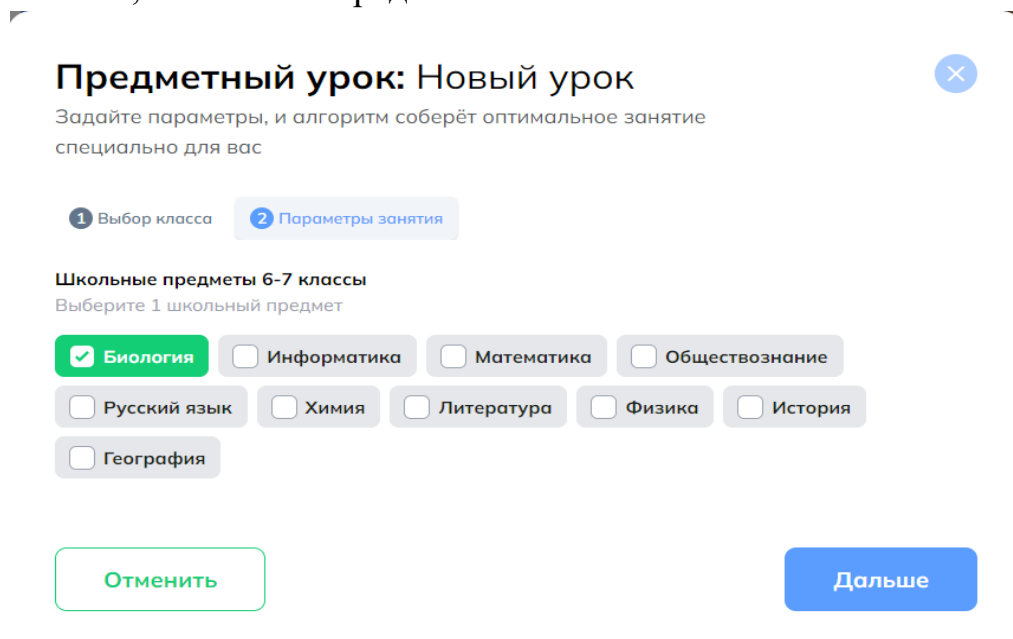 Предметный урок: Новый урок
Задайте параметры, и алгоритм соберёт оптимальное занятие
специально для вас
1 Выбор класса 2 Параметры занятия
Школьные предметы 6-7 классы
Выберите 1 школьный предмет
Биология Информатика Математика Обществознание
Русский язык Химия Литература Физика История
География
Отменить Дальше